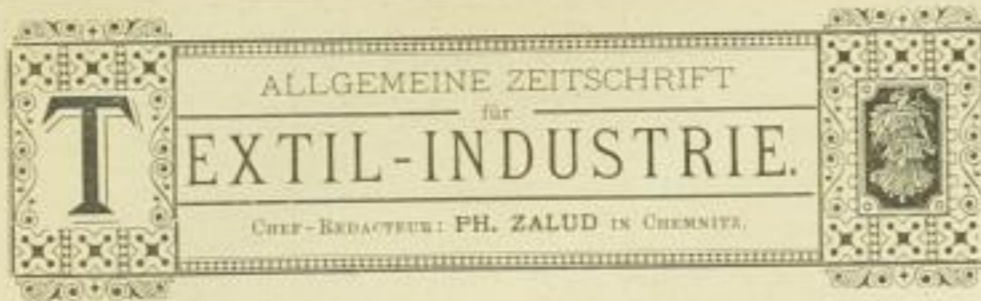 ALLGEMEINE ZEITSCHRIFT
für
TEXTIL-INDUSTRIE.
CHEF-REDACTEUR: PH. ZALUD IN CHEMNITZ.